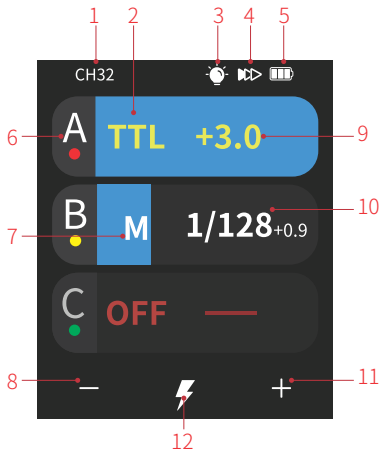 1 2 3 4 5
CH32
6 A TTL +3.0 9
7 B M 1/128+0.9 10
C OFF —
8 − + 11
12